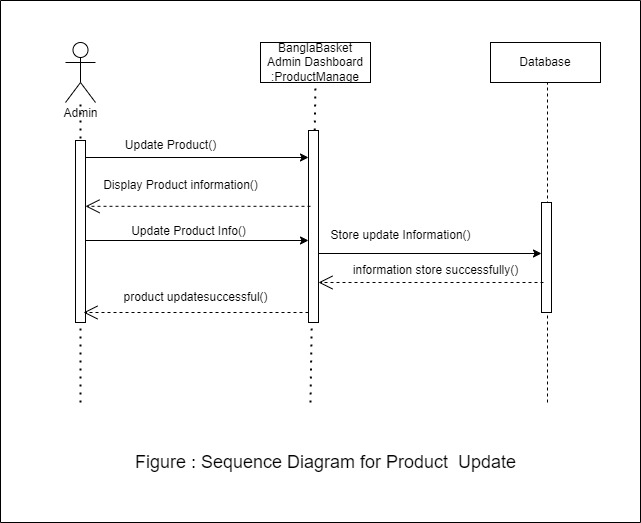 BanglaBasket
Admin Dashboard
:ProductManage
Database
Admin
Update Product()
Display Product information()
Update Product Info()
Store update Information()
information store successfully()
product updatesuccessful()
Figure : Sequence Diagram for Product  Update